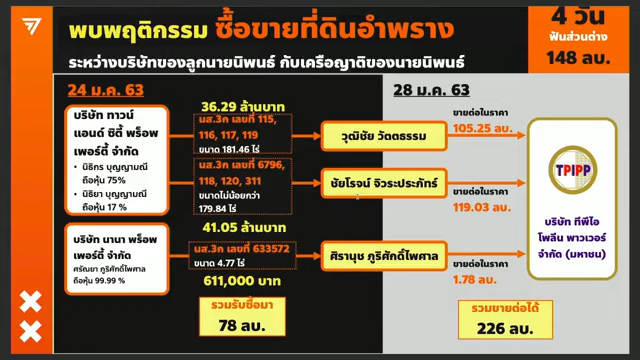 พบพฤติกรรม ซื้อขายที่ดินอำพราง
ระหว่างบริษัทของลูกนายนิพนธ์ กับเครือญาติของนายนิพนธ์
4 วัน
ฟันส่วนต่าง
148 ลบ.
24 ม.ค. 63
28 ม.ค. 63
บริษัท ทาวน์
แอนด์ ซิตี้ พร็อพ
เพอร์ตี้ จำกัด
• นิธิกร บุญญามณี
ถือหุ้น 75%
• นิธิยา บุญญามณี
ถือหุ้น 17 %
36.29 ล้านบาท
นส.3ก เลขที่ 115,
116, 117, 119
ขนาด 181.46 ไร่
นส.3ก เลขที่ 6796,
118, 120, 311
ขนาดไม่น้อยกว่า
179.84 ไร่
41.05 ล้านบาท
วุฒิชัย วัตตธรรม
ชัยโรจน์ จิวระประภัทร์
ขายต่อในราคา
105.25 ลบ.
ขายต่อในราคา
119.03 ลบ.
บริษัท นานา พร็อพ
เพอร์ตี้ จำกัด
ศรัณยา ภูริศักดิ์ไพศาล
ถือหุ้น 99.99 %
นส.3ก เลขที่ 633572
ขนาด 4.77 ไร่
611,000 บาท
ศิรานุช ภูริศักดิ์ไพศาล
ขายต่อในราคา
1.78 ลบ.
TPIPP
บริษัท ทีพีไอ
โพลีน พาวเวอร์
จำกัด (มหาชน)
รวมรับซื้อมา
78 ลบ.
รวมขายต่อได้
226 ลบ.